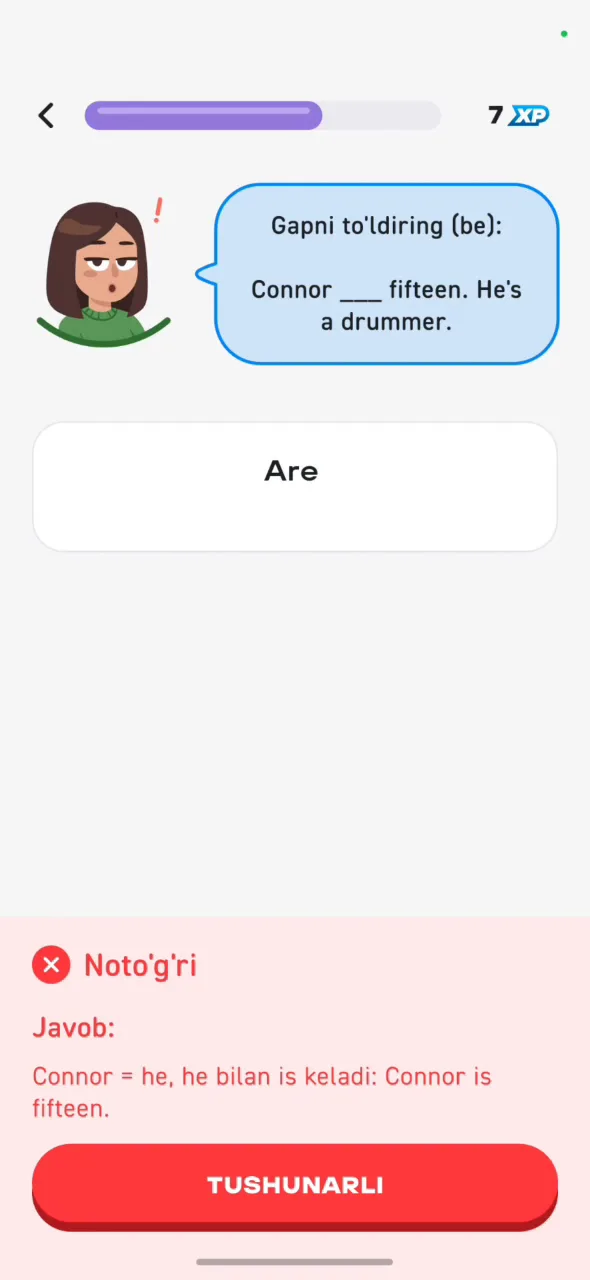 7 XP
Gapni to'ldiring (be):
Connor ___ fifteen. He's
a drummer.
Are
Noto'g'ri
Javob:
Connor = he, he bilan is keladi: Connor is
fifteen.
TUSHUNARLI